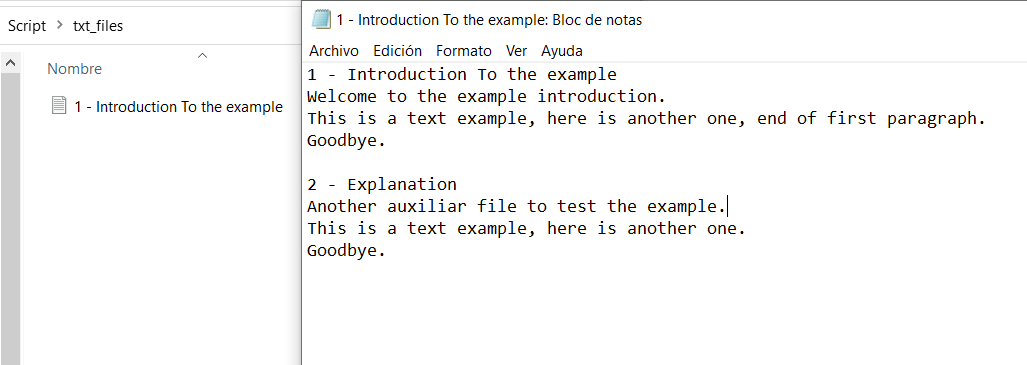 Script > txt_files
Nombre
1 - Introduction To the example
1 - Introduction To the example: Bloc de notas
Archivo Edición Formato Ver Ayuda
1 - Introduction To the example
Welcome to the example introduction.
This is a text example, here is another one, end of first paragraph.
Goodbye.
2 - Explanation
Another auxiliar file to test the example.
This is a text example, here is another one.
Goodbye.